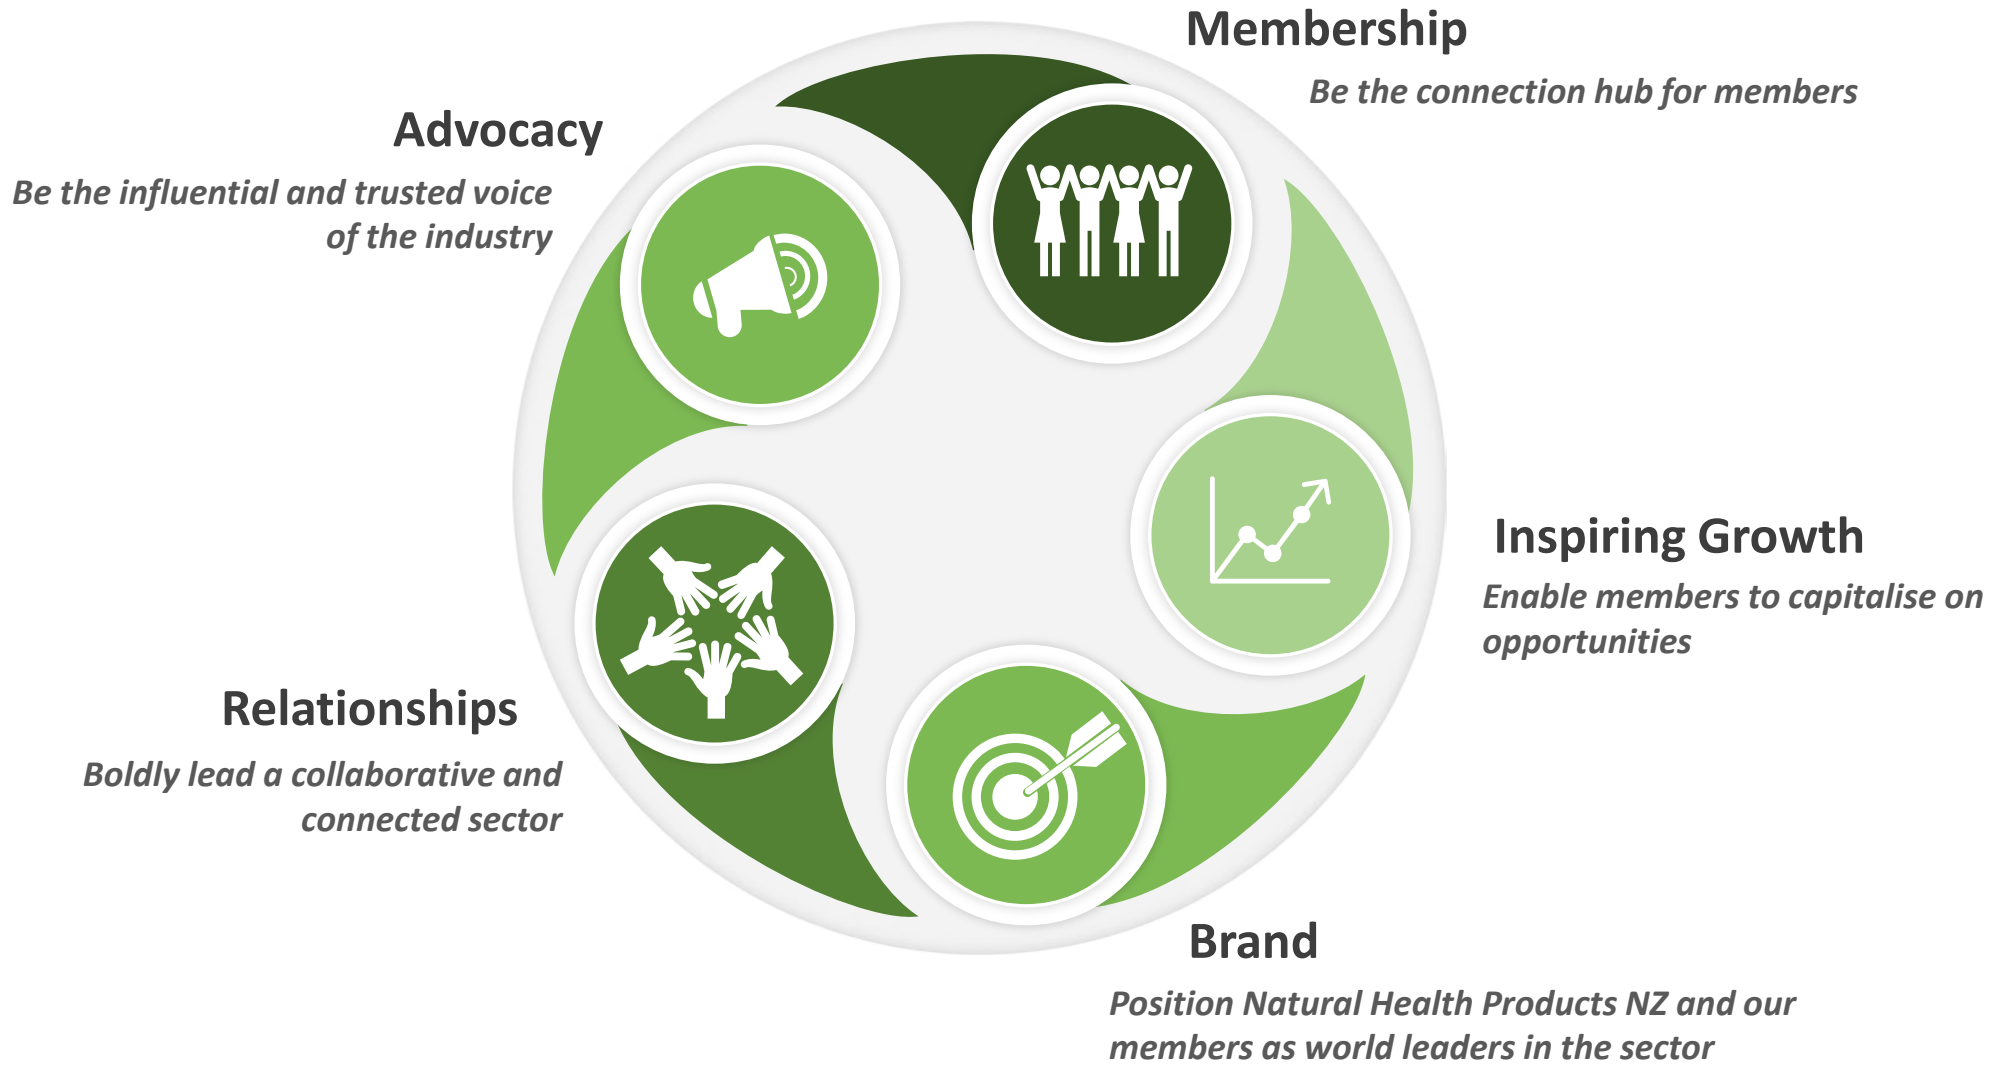 Membership
Be the connection hub for members
Advocacy
Be the influential and trusted voice
of the industry
Inspiring Growth
Enable members to capitalise on
opportunities
Relationships
Boldly lead a collaborative and
connected sector
Brand
Position Natural Health Products NZ and our
members as world leaders in the sector